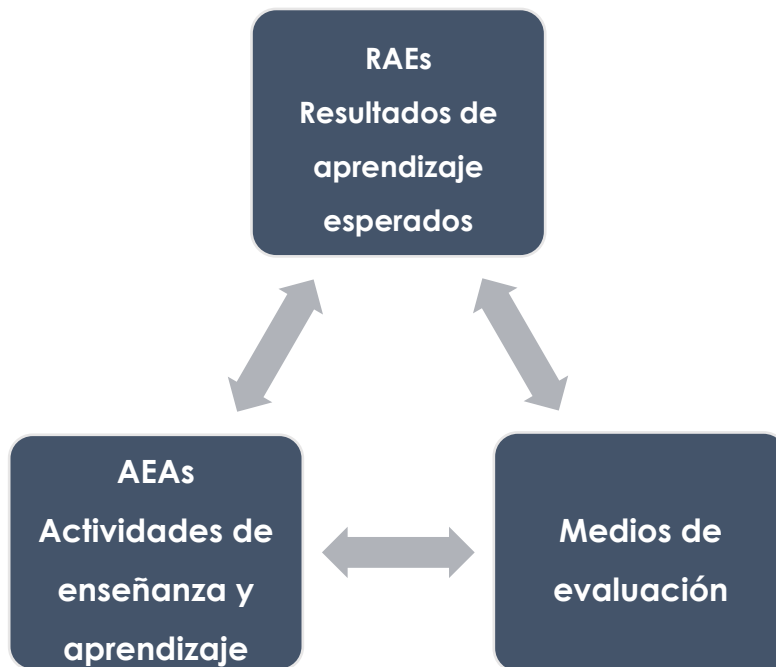 RAEs
Resultados de
aprendizaje
esperados
AEAs
Actividades de
enseñanza y
aprendizaje
Medios de
evaluación